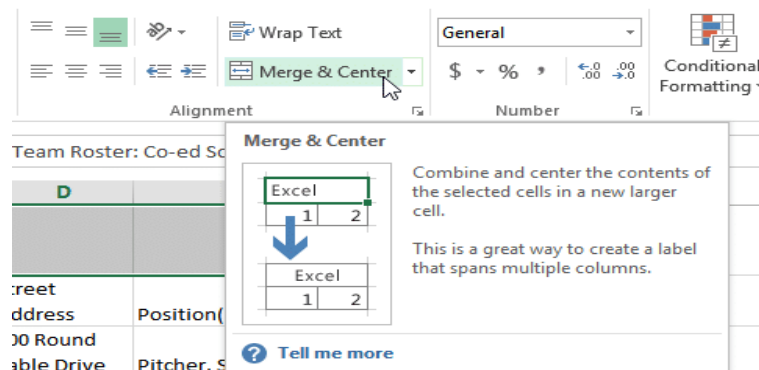 Wrap Text
General
Merge & Center
$ % , .0 .00 .00 .0
Conditional
Formatting
Alignment
Number
Team Roster: Co-ed Sc
Merge & Center
D
Excel
1 2
Excel
1 2
Combine and center the contents of
the selected cells in a new larger
cell.
This is a great way to create a label
that spans multiple columns.
treet
ddress
Position(
00 Round
able Drive
Pitcher, S
? Tell me more